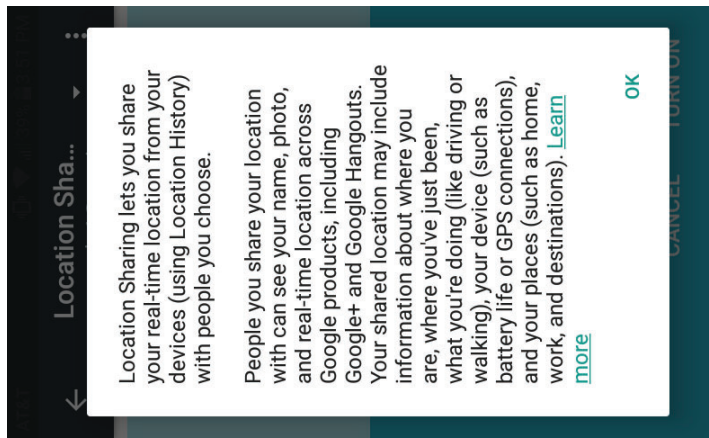 AT&T
Location Sha...
Location Sharing lets you share
your real-time location from your
devices (using Location History)
with people you choose.
People you share your location
with can see your name, photo,
and real-time location across
Google products, including
Google+ and Google Hangouts.
Your shared location may include
information about where you
are, where you've just been,
what you're doing (like driving or
walking), your device (such as
battery life or GPS connections),
and your places (such as home,
work, and destinations). Learn
more
OK
CANCEL TURN ON